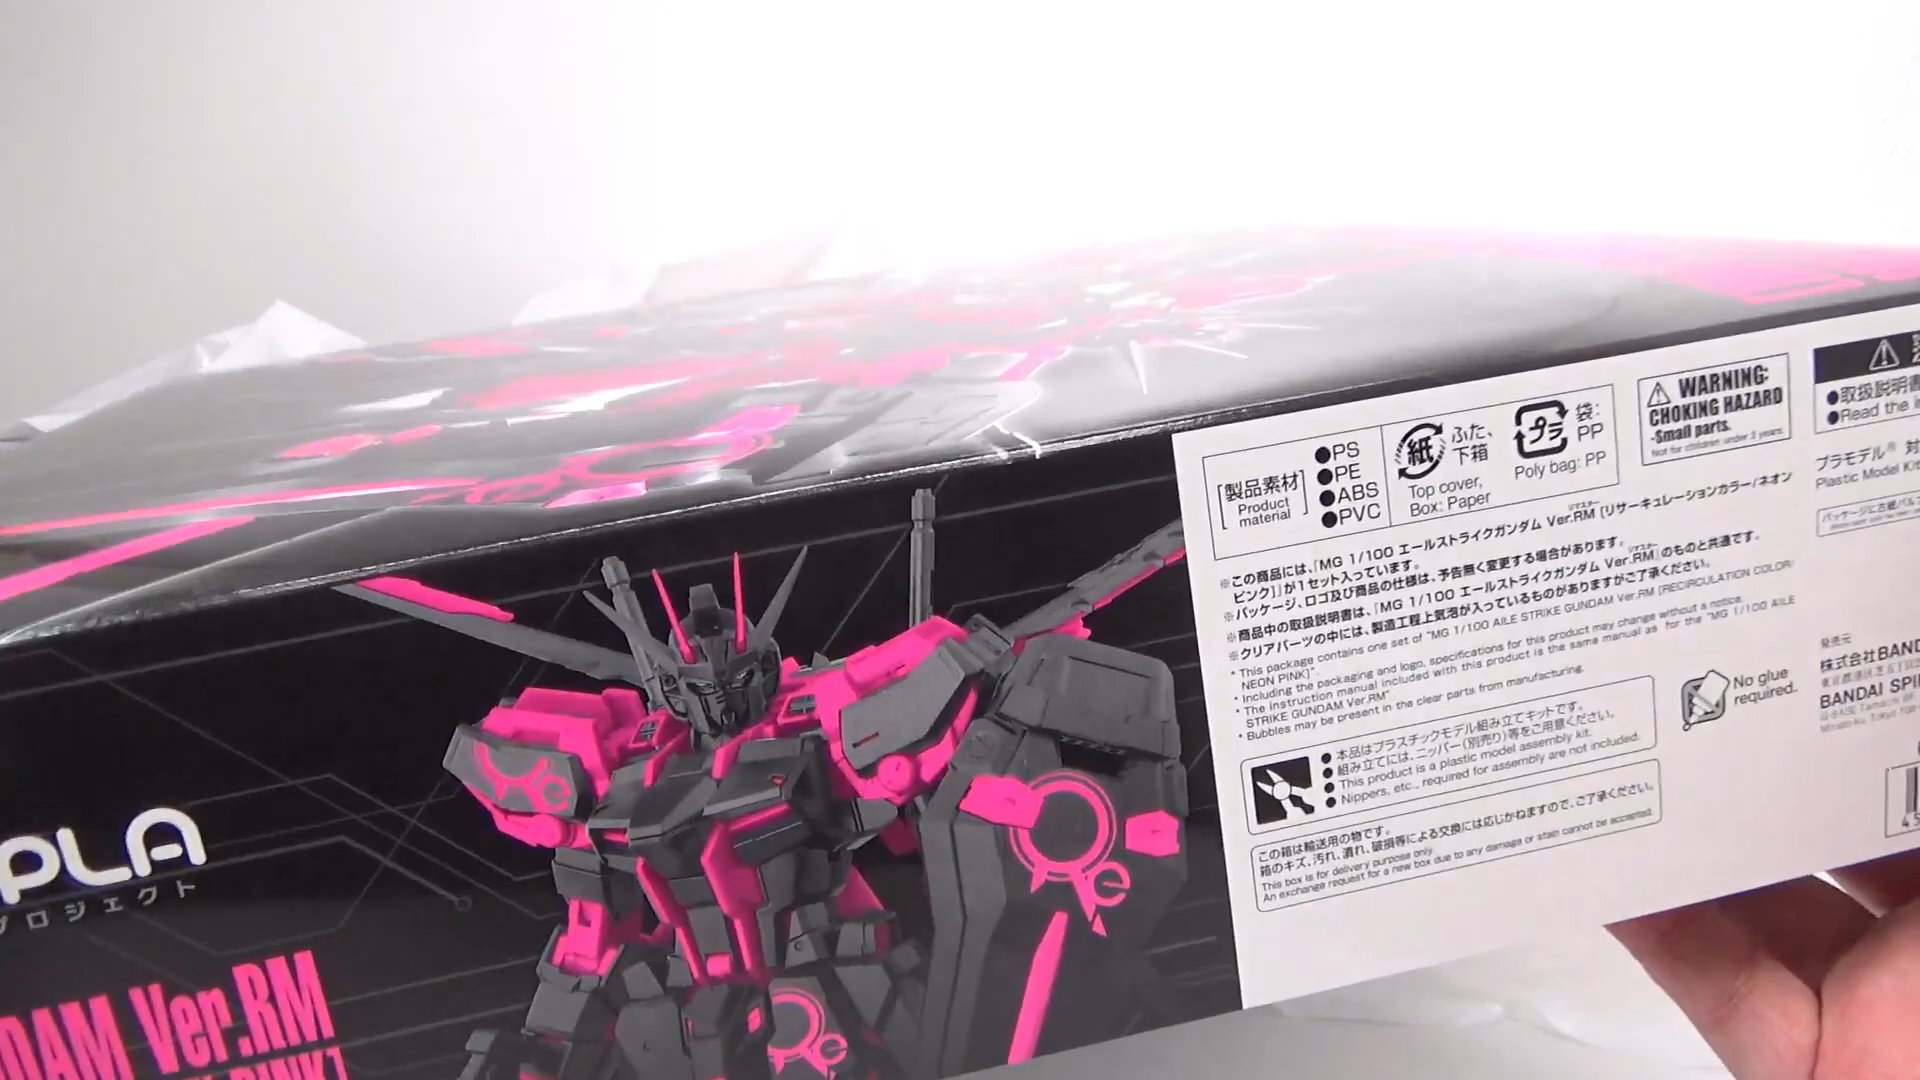 PLA
プロジェクト
DAM Ver.RM
PINK]
[製品素材]
Product
material
●PS
●PE
●ABS
●PVC
紙
ふた、
下箱
Top cover,
Box: Paper
プラ
袋:
PP
Poly bag: PP
WARNING:
CHOKING HAZARD
-Small parts.
Not for children under 3 years.
●取扱説明書
●Read the in
プラモデル® 対
Plastic Model Kit
※この商品には、「MG 1/100 エールストライクガンダム Ver.RM [リサーキュレーションカラー/ネオン
リマスター
ピンク]」が1セット入っています。
※パッケージ、ロゴ及び商品の仕様は、予告無く変更する場合があります。
※商品中の取扱説明書は、「MG 1/100 エールストライクガンダム Ver.RM」のものと共通です。
リマスター
※クリアパーツの中には、製造工程上気泡が入っているものがありますがご了承ください。
* This package contains one set of "MG 1/100 AILE STRIKE GUNDAM Ver.RM [RECIRCULATION COLOR/
NEON PINK]".
* Including the packaging and logo, specifications for this product may change without a notice.
* The instruction manual included with this product is the same manual as for the "MG 1/100 AILE
STRIKE GUNDAM Ver.RM"
* Bubbles may be present in the clear parts from manufacturing.
● 本品はプラスチックモデル組み立てキットです。
● 組み立てには、ニッパー(別売り)等をご用意ください。
● This product is a plastic model assembly kit.
● Nippers, etc., required for assembly are not included.
No glue
required.
この箱は輸送用の物です。
箱のキズ、汚れ、潰れ、破損等による交換には応じかねますので、ご了承ください。
This box is for delivery purpose only.
An exchange request for a new box due to any damage or stain cannot be accepted.
発売元
株式会社BAND
BANDAI SPI
45